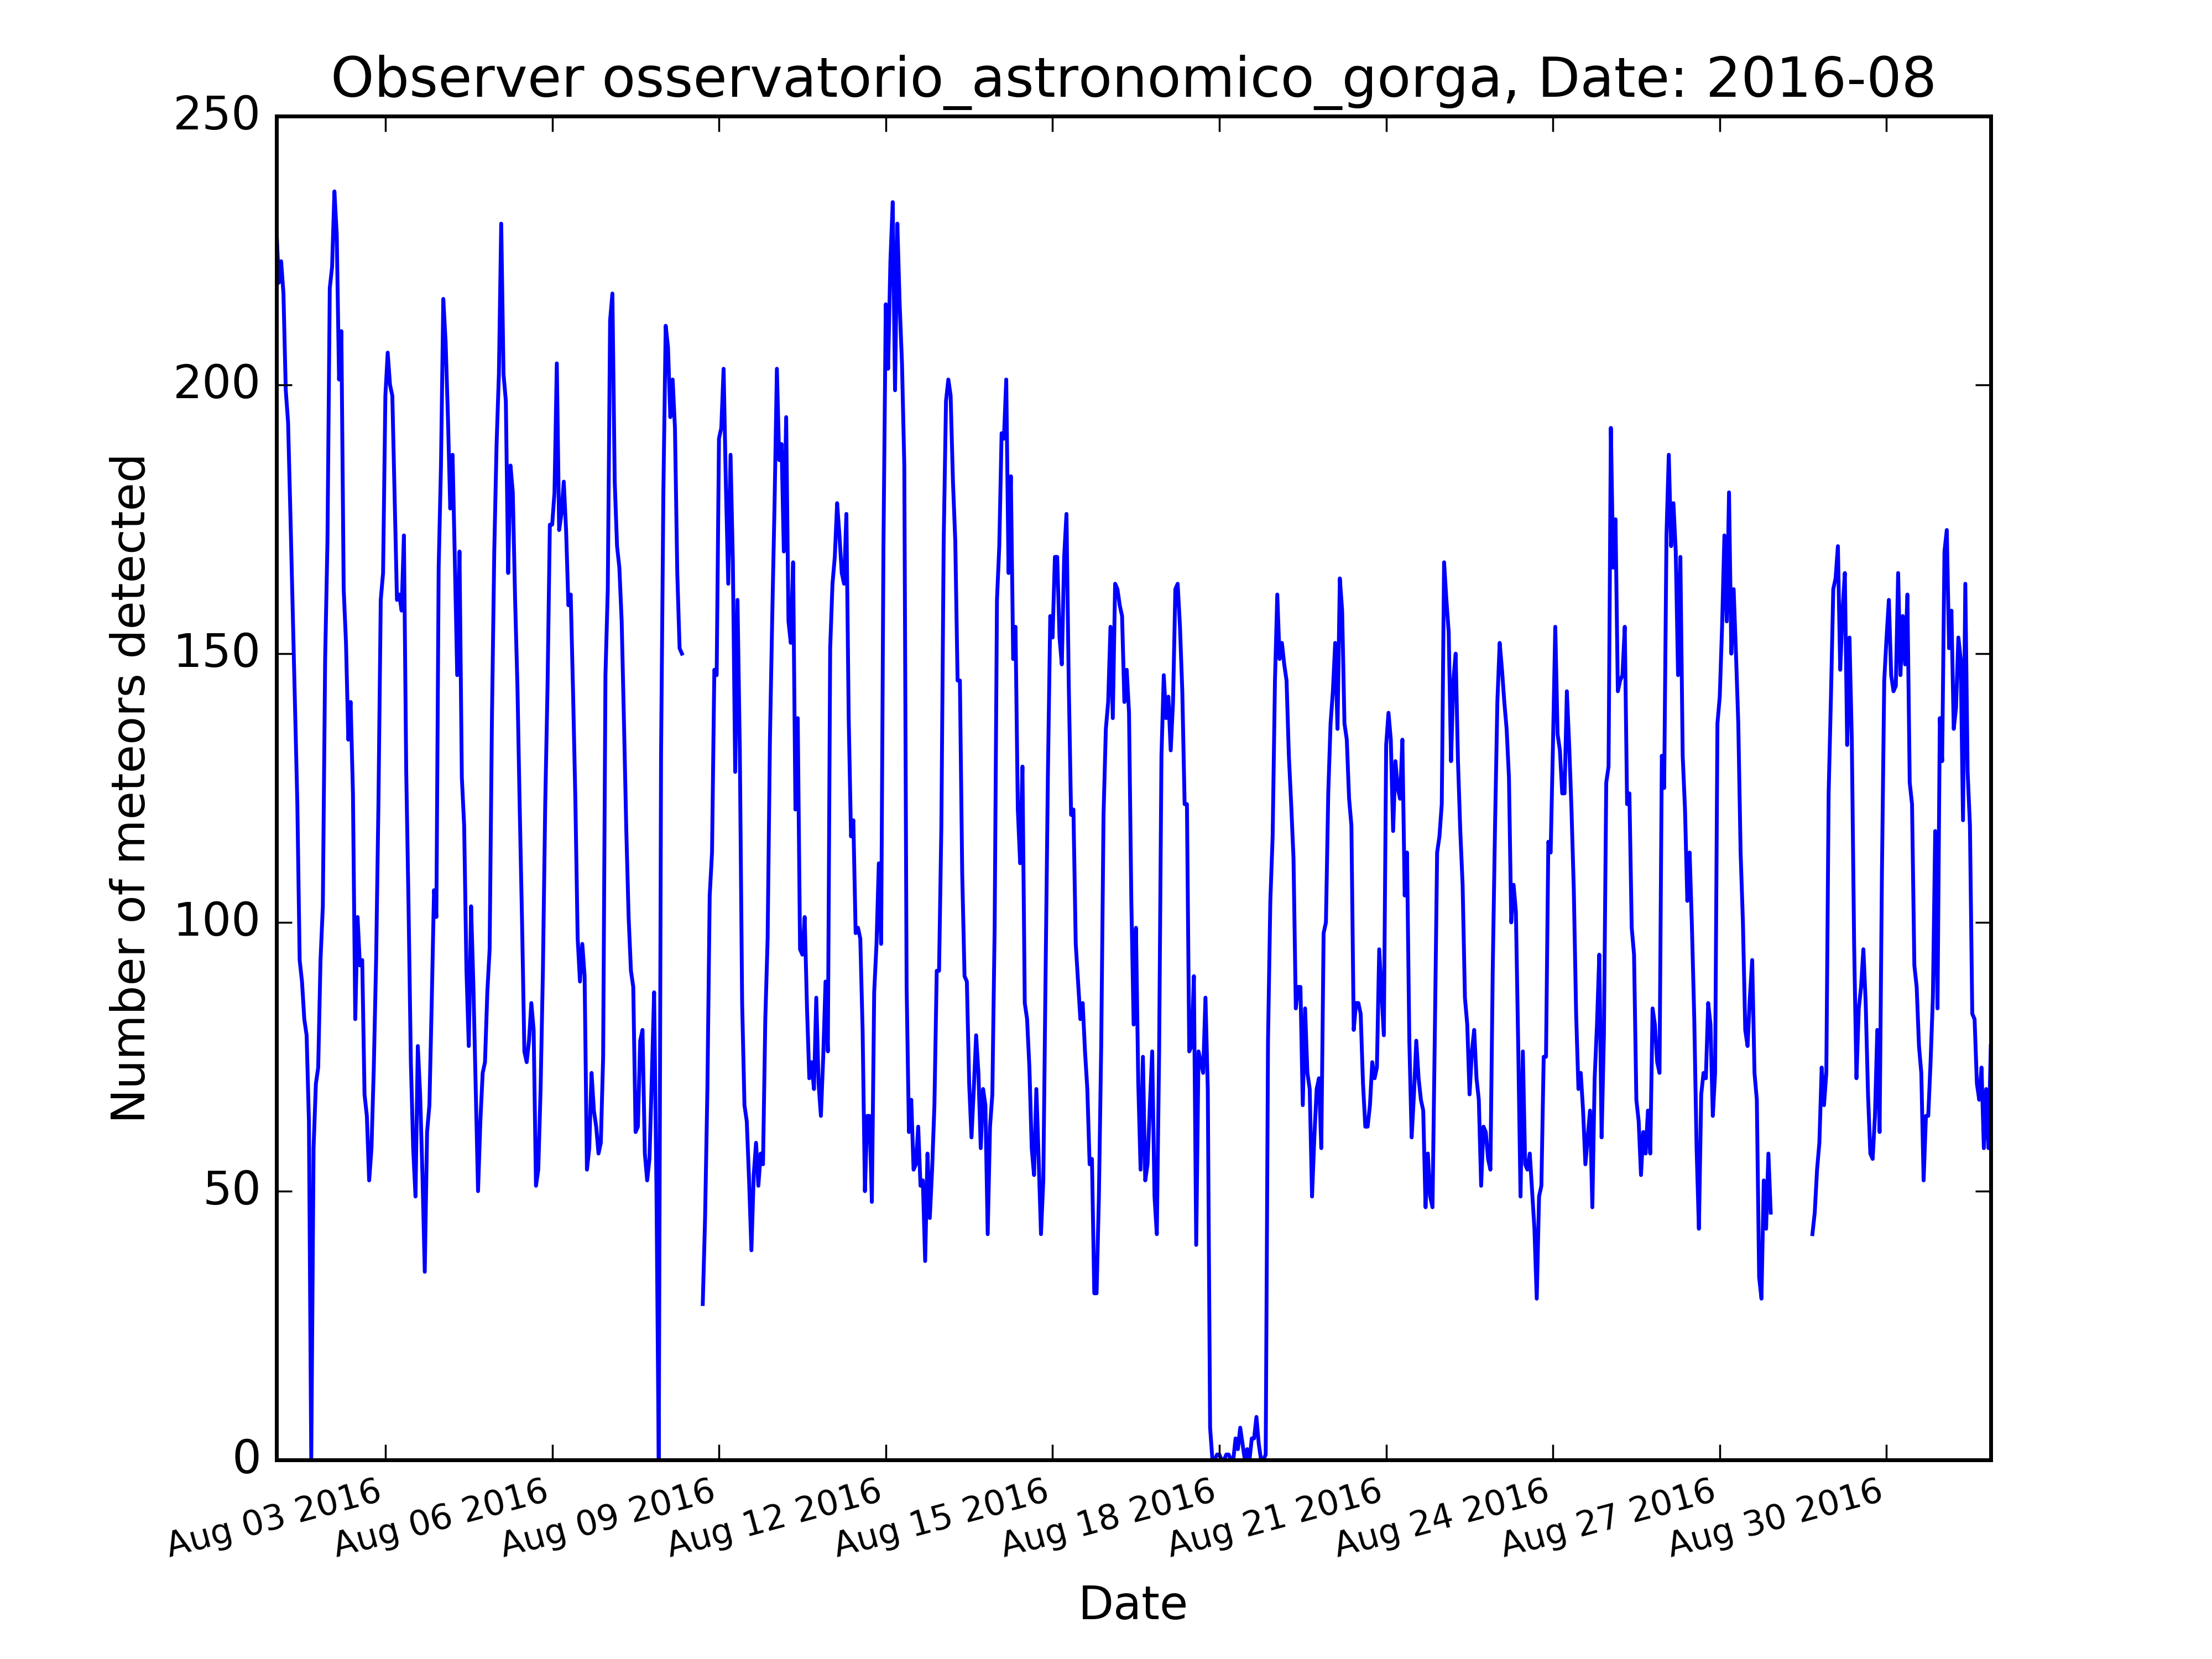 Observer osservatorio_astronomico_gorga, Date: 2016-08
Number of meteors detected
250
200
150
100
50
0
Aug 03 2016
Aug 06 2016
Aug 09 2016
Aug 12 2016
Aug 15 2016
Aug 18 2016
Aug 21 2016
Aug 24 2016
Aug 27 2016
Aug 30 2016
Date